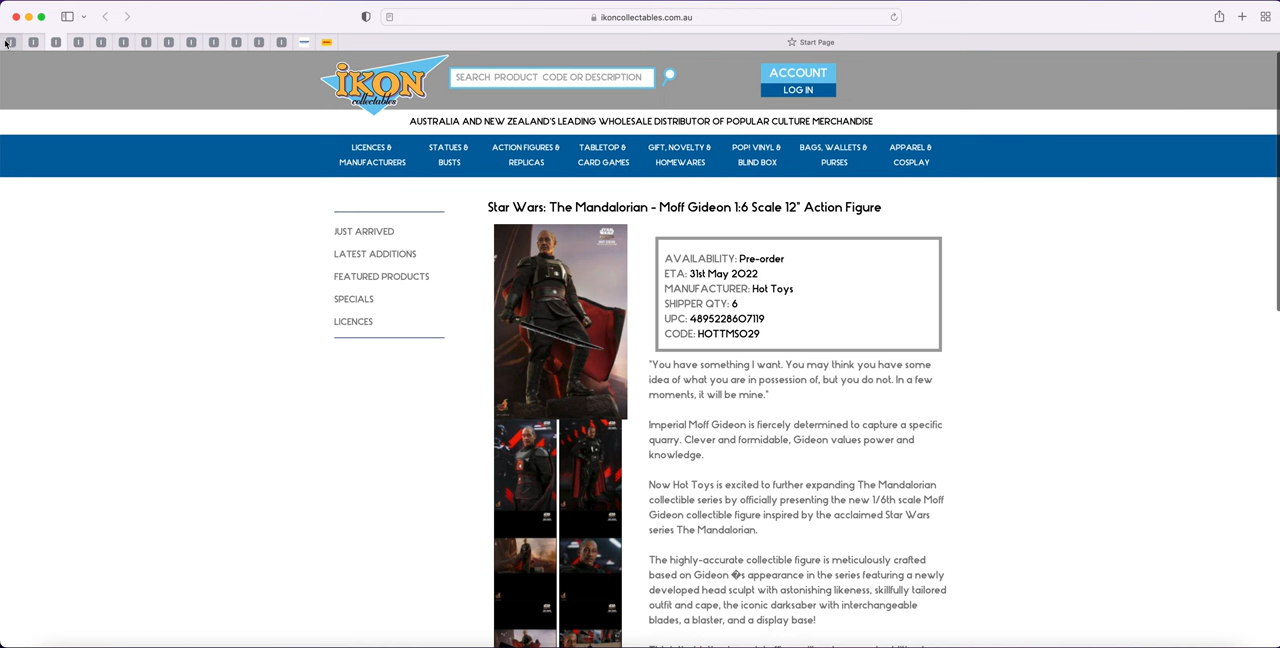 ikoncollectables.com.au
Start Page
iKON
collectables
SEARCH PRODUCT CODE OR DESCRIPTION
ACCOUNT
LOG IN
AUSTRALIA AND NEW ZEALAND'S LEADING WHOLESALE DISTRIBUTOR OF POPULAR CULTURE MERCHANDISE
LICENCES &
MANUFACTURERS
STATUES &
BUSTS
ACTION FIGURES &
REPLICAS
TABLETOP &
CARD GAMES
GIFT, NOVELTY &
HOMEWARES
POP! VINYL &
BLIND BOX
BAGS, WALLETS &
PURSES
APPAREL &
COSPLAY
JUST ARRIVED
LATEST ADDITIONS
FEATURED PRODUCTS
SPECIALS
LICENCES
Star Wars: The Mandalorian - Moff Gideon 1:6 Scale 12" Action Figure
AVAILABILITY: Pre-order
ETA: 31st May 2022
MANUFACTURER: Hot Toys
SHIPPER QTY: 6
UPC: 4895228607119
CODE: HOTTMS029
"You have something I want. You may think you have some
idea of what you are in possession of, but you do not. In a few
moments, it will be mine."
Imperial Moff Gideon is fiercely determined to capture a specific
quarry. Clever and formidable, Gideon values power and
knowledge.
Now Hot Toys is excited to further expanding The Mandalorian
collectible series by officially presenting the new 1/6th scale Moff
Gideon collectible figure inspired by the acclaimed Star Wars
series The Mandalorian.
The highly-accurate collectible figure is meticulously crafted
based on Gideon �s appearance in the series featuring a newly
developed head sculpt with astonishing likeness, skillfully tailored
outfit and cape, the iconic darksaber with interchangeable
blades, a blaster, and a display base!